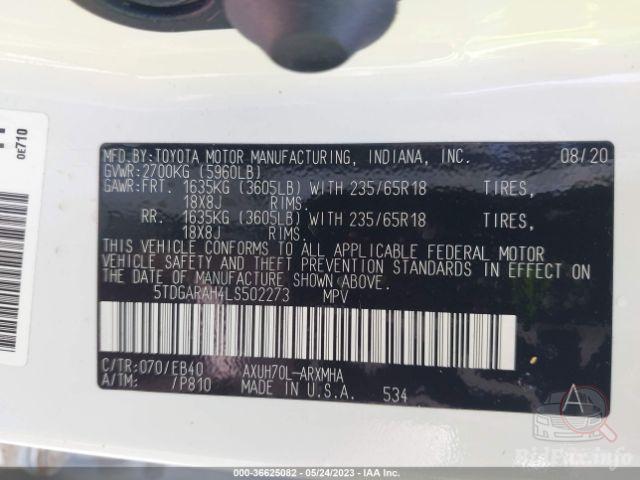 0E710
MFD.BY:TOYOTA MOTOR MANUFACTURING, INDIANA, INC. 08/20
GVWR:2700KG (5960LB)
GAWR:FRT. 1635KG (3605LB) WITH 235/65R18 TIRES,
18X8J RIMS.
RR. 1635KG (3605LB) WITH 235/65R18 TIRES,
18X8J RIMS.
THIS VEHICLE CONFORMS TO ALL APPLICABLE FEDERAL MOTOR
VEHICLE SAFETY AND THEFT PREVENTION STANDARDS IN EFFECT ON
THE DATE OF MANUFACTURE SHOWN ABOVE.
5TDGARAH4LS502273 MPV
C/TR:070/EB40 AXUH70L-ARXMHA
A/TM: /P810 MADE IN U.S.A. 534
A
BidFax.info
000-36625082 - 05/24/2023 - IAA Inc.